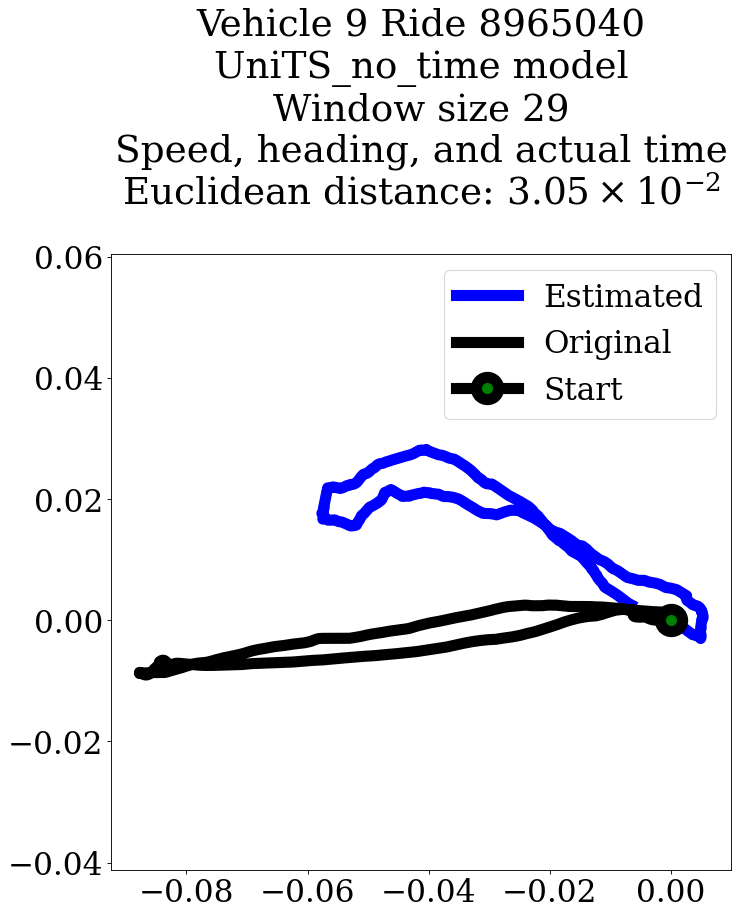 Vehicle 9 Ride 8965040
UniTS_no_time model
Window size 29
Speed, heading, and actual time
Euclidean distance: 3.05 × 10⁻²
Estimated
Original
Start
0.06
0.04
0.02
0.00
−0.02
−0.04
−0.08 −0.06 −0.04 −0.02 0.00